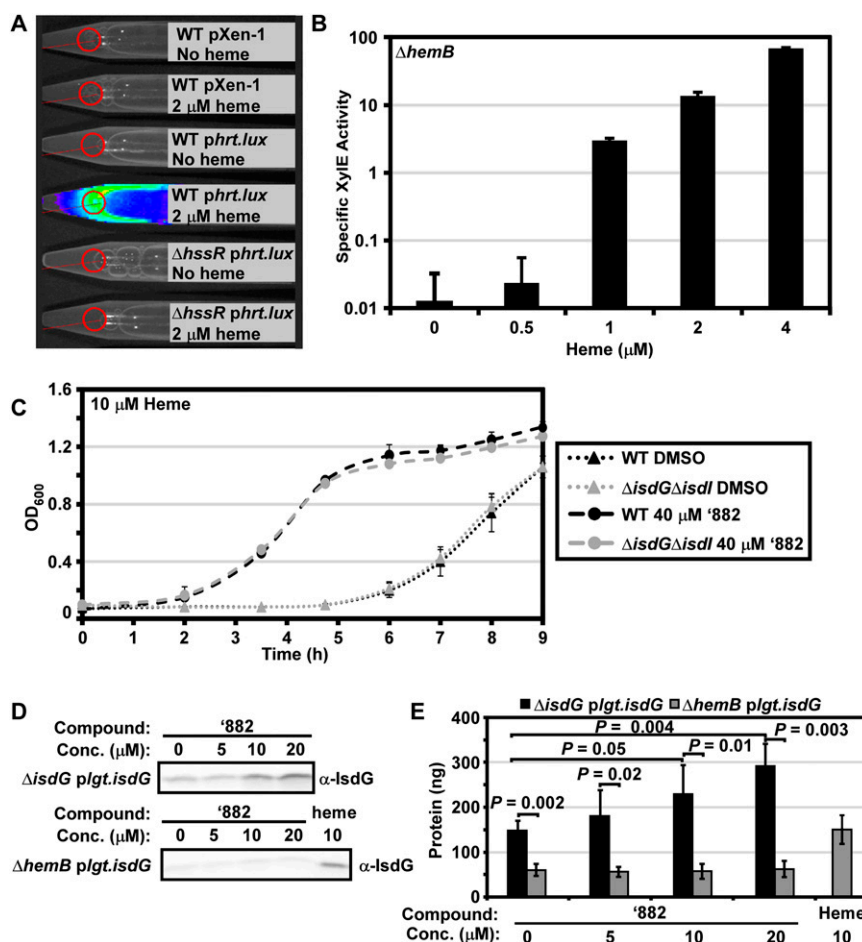 A
WT pXen-1
No heme
WT pXen-1
2 μM heme
WT phrt.lux
No heme
WT phrt.lux
2 μM heme
ΔhssR phrt.lux
No heme
ΔhssR phrt.lux
2 μM heme
B
ΔhemB
Specific XylE Activity
100
10
1
0.1
0.01
0 0.5 1 2 4
Heme (μM)
C
10 μM Heme
OD600
1.6
1.2
0.8
0.4
0
0 1 2 3 4 5 6 7 8 9
Time (h)
WT DMSO
ΔisdGΔisdI DMSO
WT 40 μM ‘882
ΔisdGΔisdI 40 μM ‘882
D
Compound: ‘882
Conc. (μM): 0 5 10 20
ΔisdG plgt.isdG α-IsdG
Compound: ‘882 heme
Conc. (μM): 0 5 10 20 10
ΔhemB plgt.isdG α-IsdG
E
ΔisdG plgt.isdG ΔhemB plgt.isdG
Protein (ng)
400
300
200
150
100
50
0
P = 0.004
P = 0.003
P = 0.05
P = 0.01
P = 0.02
P = 0.002
Compound: ‘882 Heme
Conc. (μM): 0 5 10 20 10